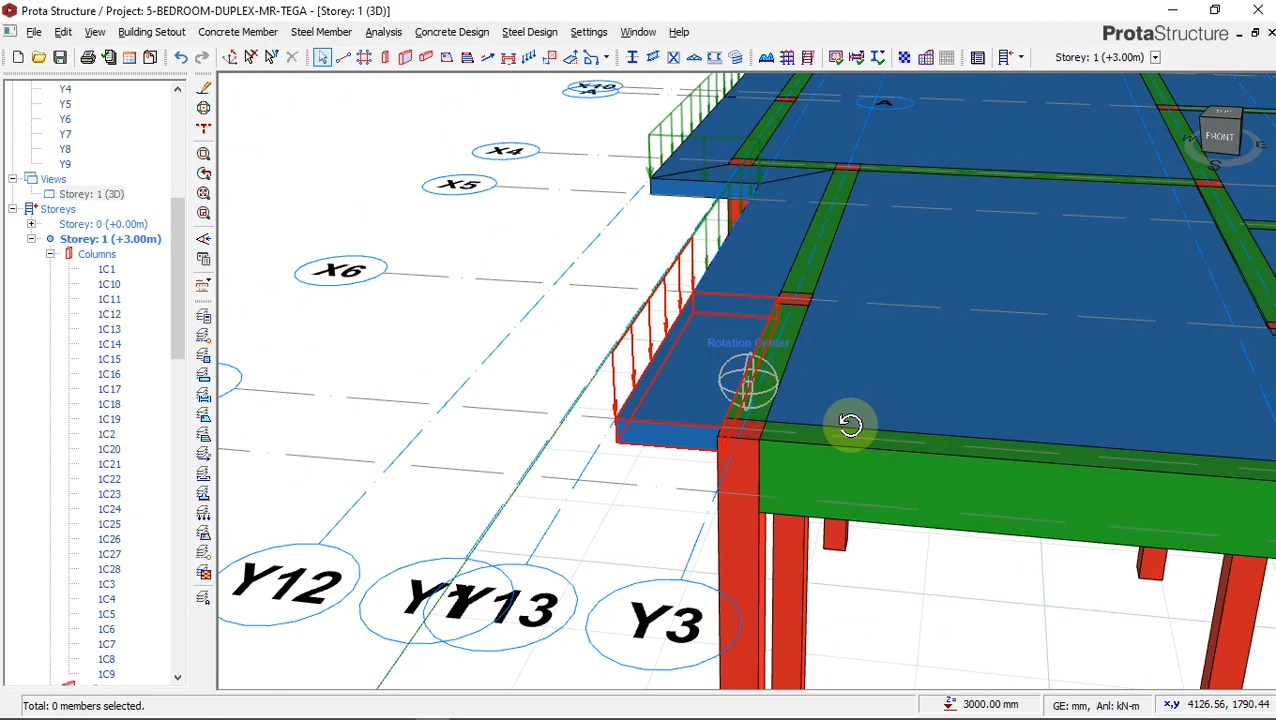 Prota Structure / Project: 5-BEDROOM-DUPLEX-MR-TEGA - [Storey: 1 (3D)]
File Edit View Building Setout Concrete Member Steel Member Analysis Concrete Design Steel Design Settings Window Help
ProtaStructure
Storey: 1 (+3.00m)
Y4
Y5
Y6
Y7
Y8
Y9
Views
Storey: 1 (3D)
Storeys
Storey: 0 (+0.00m)
Storey: 1 (+3.00m)
Columns
1C1
1C10
1C11
1C12
1C13
1C14
1C15
1C16
1C17
1C18
1C19
1C2
1C20
1C21
1C22
1C23
1C24
1C25
1C26
1C27
1C28
1C3
1C4
1C5
1C6
1C7
1C8
1C9
X10
A
A
X4
X5
X6
Rotation Center
Y12
Y13
Y3
TOP
FRONT
W
E
S
Total: 0 members selected.
Z= 3000.00 mm
GE: mm, Anl: kN-m
x,y 4126.56, 1790.44